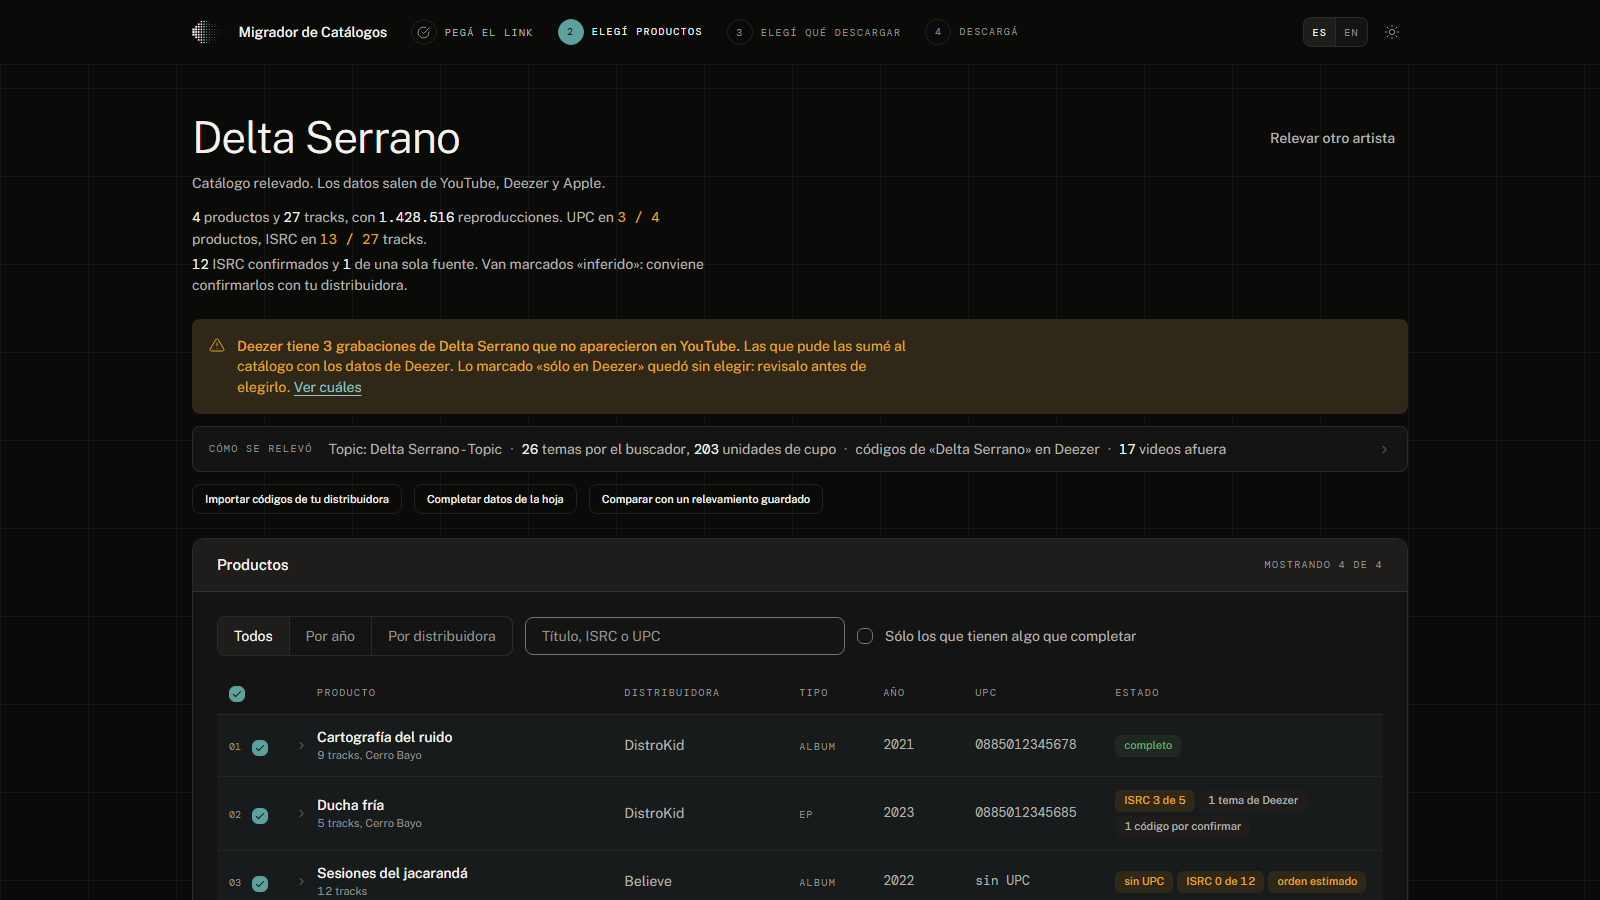 Migrador de Catálogos
PEGÁ EL LINK
2 ELEGÍ PRODUCTOS
3 ELEGÍ QUÉ DESCARGAR
4 DESCARGÁ
ES EN
Delta Serrano
Relevar otro artista
Catálogo relevado. Los datos salen de YouTube, Deezer y Apple.
4 productos y 27 tracks, con 1.428.516 reproducciones. UPC en 3 / 4
productos, ISRC en 13 / 27 tracks.
12 ISRC confirmados y 1 de una sola fuente. Van marcados «inferido»: conviene
confirmarlos con tu distribuidora.
Deezer tiene 3 grabaciones de Delta Serrano que no aparecieron en YouTube. Las que pude las sumé al
catálogo con los datos de Deezer. Lo marcado «sólo en Deezer» quedó sin elegir: revisalo antes de
elegirlo. Ver cuáles
CÓMO SE RELEVÓ Topic: Delta Serrano - Topic · 26 temas por el buscador, 203 unidades de cupo · códigos de «Delta Serrano» en Deezer · 17 videos afuera
Importar códigos de tu distribuidora
Completar datos de la hoja
Comparar con un relevamiento guardado
Productos
MOSTRANDO 4 DE 4
Todos Por año Por distribuidora
Título, ISRC o UPC
Sólo los que tienen algo que completar
PRODUCTO DISTRIBUIDORA TIPO AÑO UPC ESTADO
01 Cartografía del ruido DistroKid ALBUM 2021 0885012345678 completo
9 tracks, Cerro Bayo
02 Ducha fría DistroKid EP 2023 0885012345685 ISRC 3 de 5 1 tema de Deezer
5 tracks, Cerro Bayo
1 código por confirmar
03 Sesiones del jacarandá Believe ALBUM 2022 sin UPC sin UPC ISRC 0 de 12 orden estimado
12 tracks